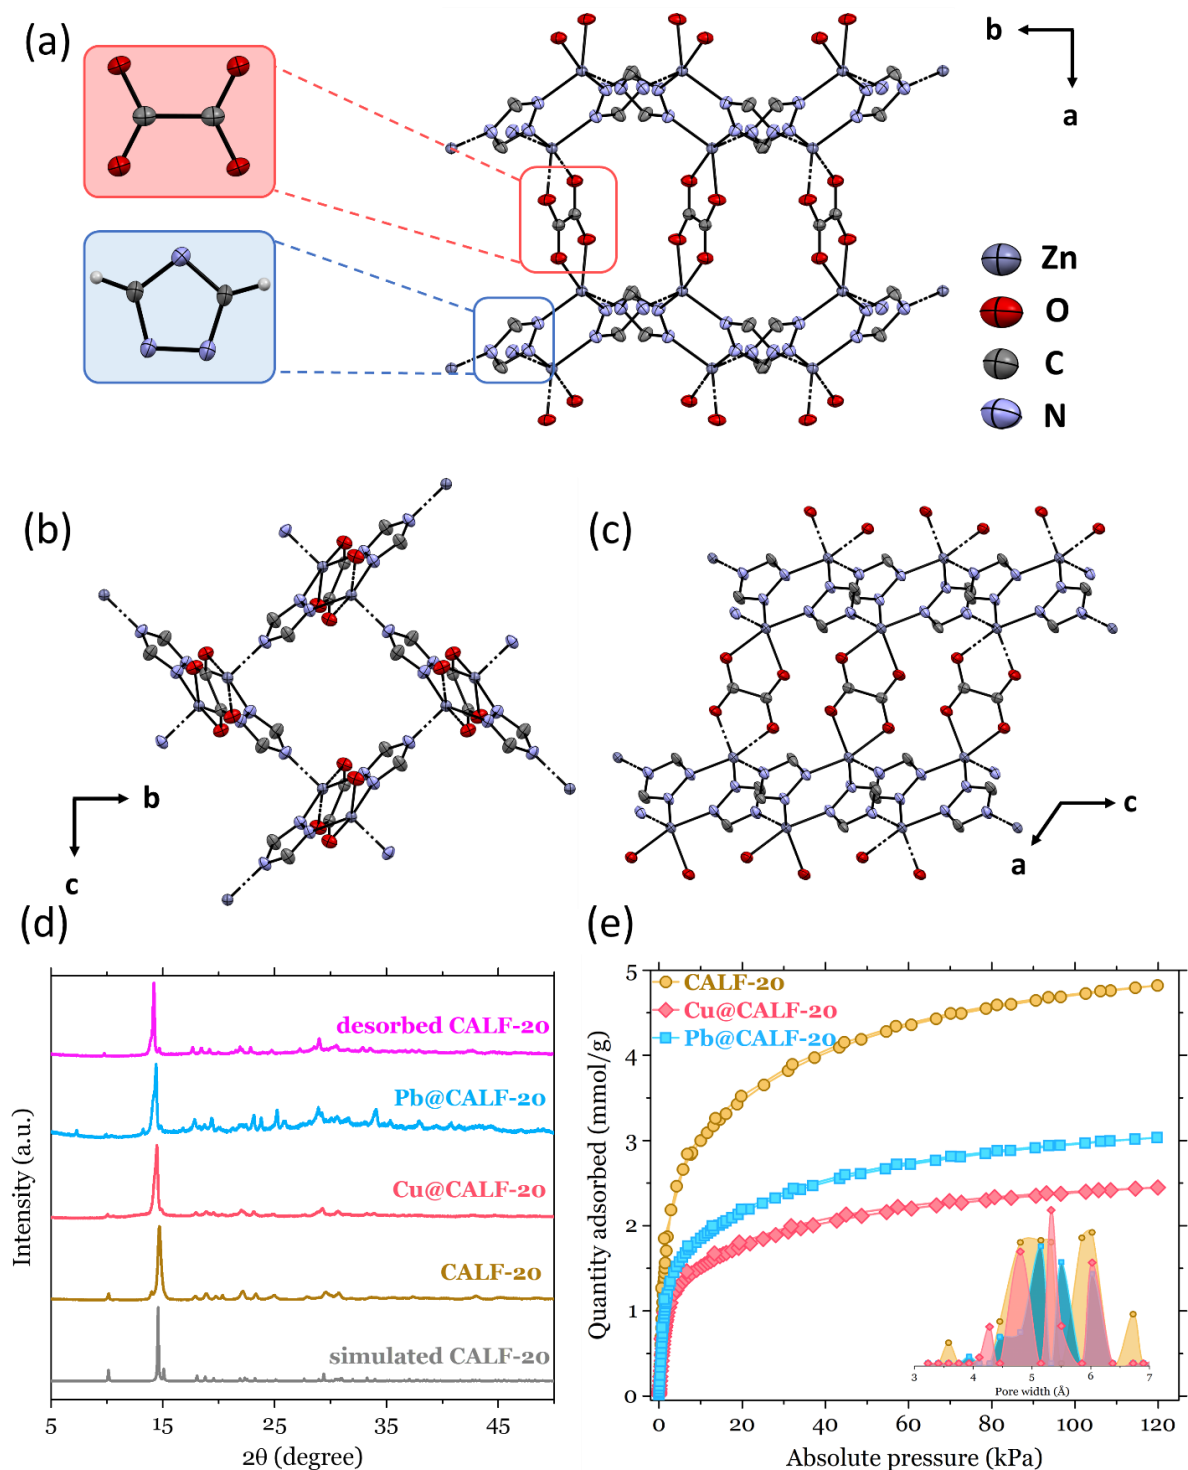 (a)
b
a
Zn
O
C
N
(b)
b
c
(c)
c
a
(d)
desorbed CALF-20
Pb@CALF-20
Cu@CALF-20
CALF-20
simulated CALF-20
Intensity (a.u.)
5 15 25 35 45
2θ (degree)
(e)
CALF-20
Cu@CALF-20
Pb@CALF-20
Quantity adsorbed (mmol/g)
5
4
3
2
1
0
3 4 5 6 7
Pore width (Å)
0 20 40 60 80 100 120
Absolute pressure (kPa)